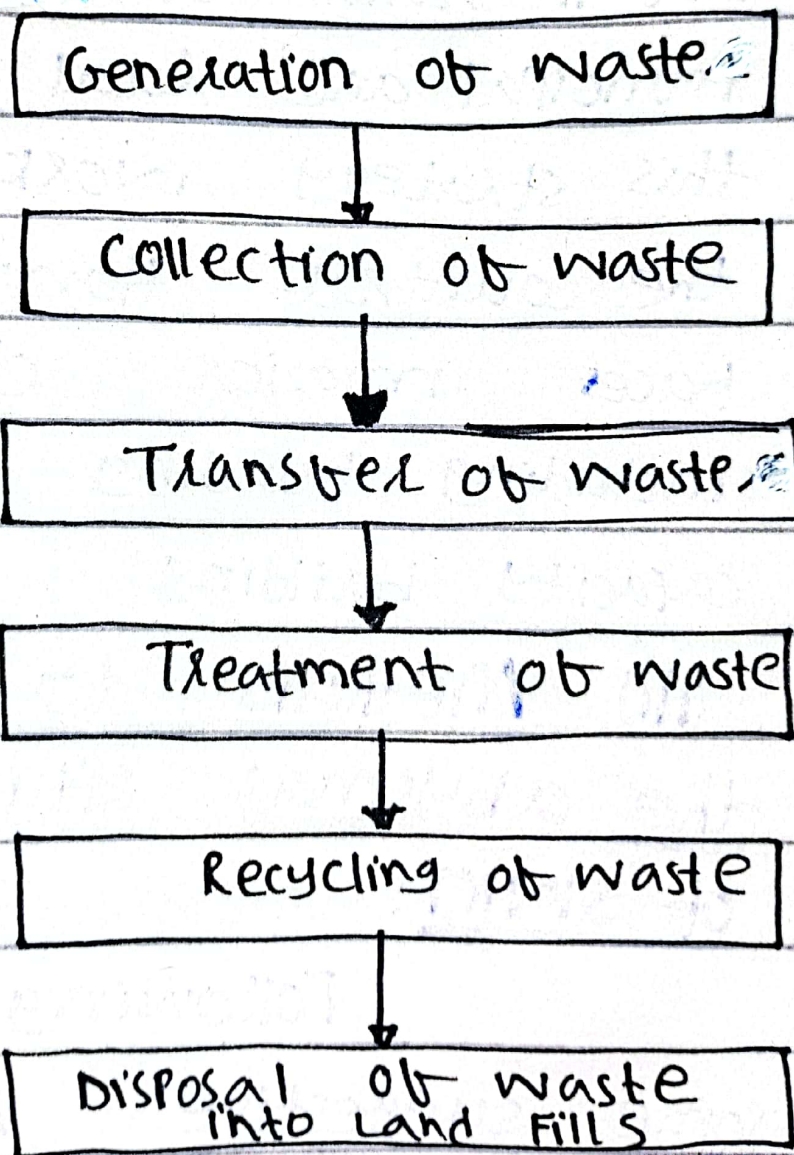 Generation of waste.
Collection of waste
Transfer of waste.
Treatment of waste
Recycling of waste
Disposal of waste
into Land Fills